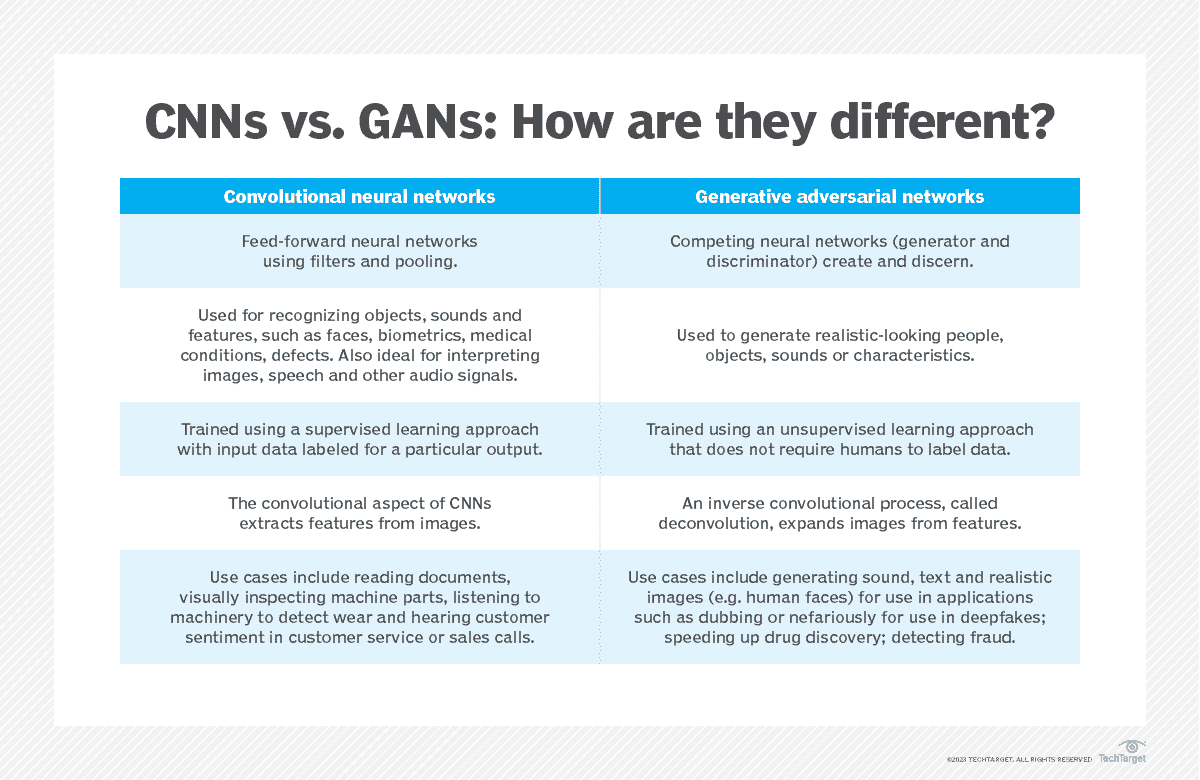 CNNs vs. GANs: How are they different?
Convolutional neural networks
Generative adversarial networks
Feed-forward neural networks
using filters and pooling.
Competing neural networks (generator and
discriminator) create and discern.
Used for recognizing objects, sounds and
features, such as faces, biometrics, medical
conditions, defects. Also ideal for interpreting
images, speech and other audio signals.
Used to generate realistic-looking people,
objects, sounds or characteristics.
Trained using a supervised learning approach
with input data labeled for a particular output.
Trained using an unsupervised learning approach
that does not require humans to label data.
The convolutional aspect of CNNs
extracts features from images.
An inverse convolutional process, called
deconvolution, expands images from features.
Use cases include reading documents,
visually inspecting machine parts, listening to
machinery to detect wear and hearing customer
sentiment in customer service or sales calls.
Use cases include generating sound, text and realistic
images (e.g. human faces) for use in applications
such as dubbing or nefariously for use in deepfakes;
speeding up drug discovery; detecting fraud.
©2023 TECHTARGET. ALL RIGHTS RESERVED
TechTarget